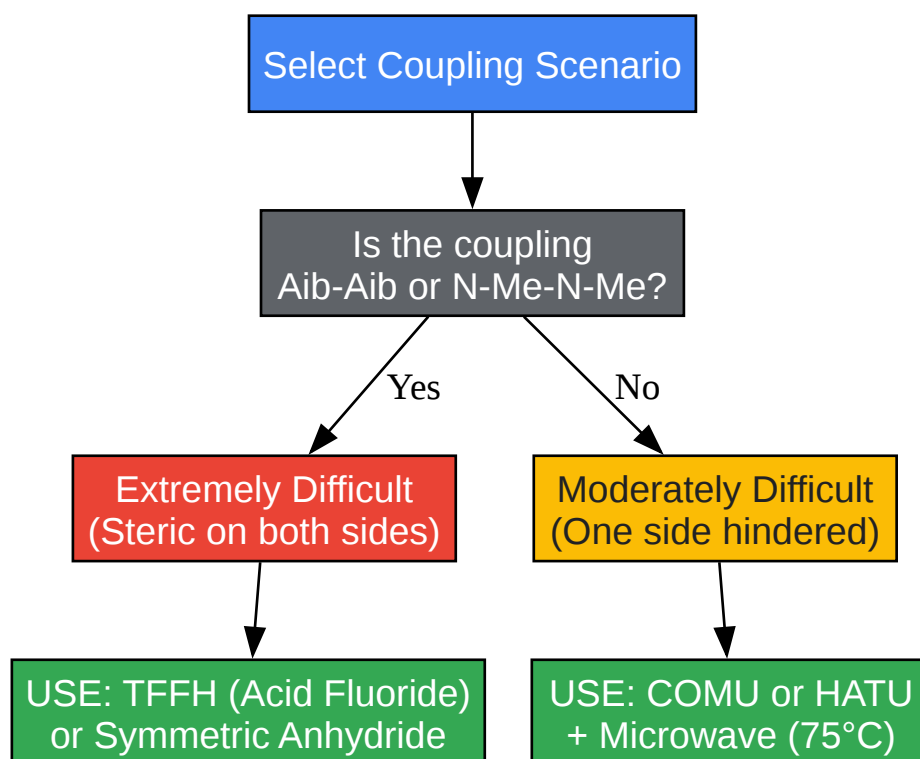 Select Coupling Scenario
Is the coupling
Aib-Aib or N-Me-N-Me?
Yes
No
Extremely Difficult
(Steric on both sides)
Moderately Difficult
(One side hindered)
USE: TFFH (Acid Fluoride)
or Symmetric Anhydride
USE: COMU or HATU
+ Microwave (75°C)